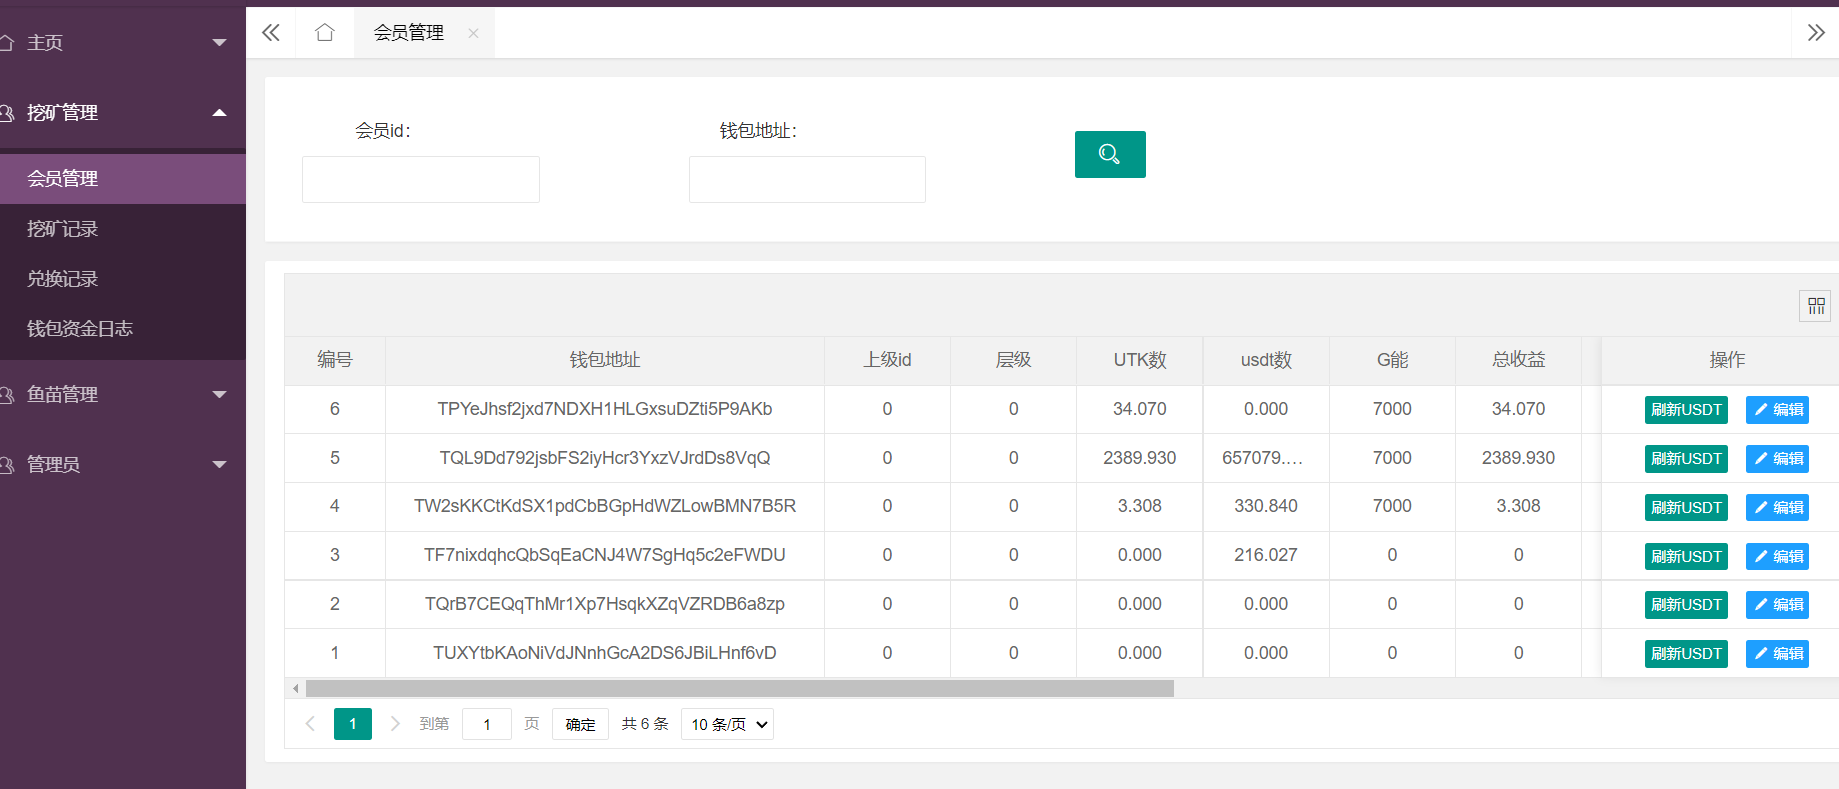 主页
挖矿管理
会员管理
挖矿记录
兑换记录
钱包资金日志
鱼苗管理
管理员
会员管理
会员id：
钱包地址：
编号 钱包地址 上级id 层级 UTK数 usdt数 G能 总收益 操作
6 TPYeJhsf2jxd7NDXH1HLGxsuDZti5P9AKb 0 0 34.070 0.000 7000 34.070 刷新USDT 编辑
5 TQL9Dd792jsbFS2iyHcr3YxzVJrdDs8VqQ 0 0 2389.930 657079.... 7000 2389.930 刷新USDT 编辑
4 TW2sKKCtKdSX1pdCbBGpHdWZLowBMN7B5R 0 0 3.308 330.840 7000 3.308 刷新USDT 编辑
3 TF7nixdqhcQbSqEaCNJ4W7SgHq5c2eFWDU 0 0 0.000 216.027 0 0 刷新USDT 编辑
2 TQrB7CEQqThMr1Xp7HsqkXZqVZRDB6a8zp 0 0 0.000 0.000 0 0 刷新USDT 编辑
1 TUXYtbKAoNiVdJNnhGcA2DS6JBiLHnf6vD 0 0 0.000 0.000 0 0 刷新USDT 编辑
1 到第 1 页 确定 共 6 条 10 条/页